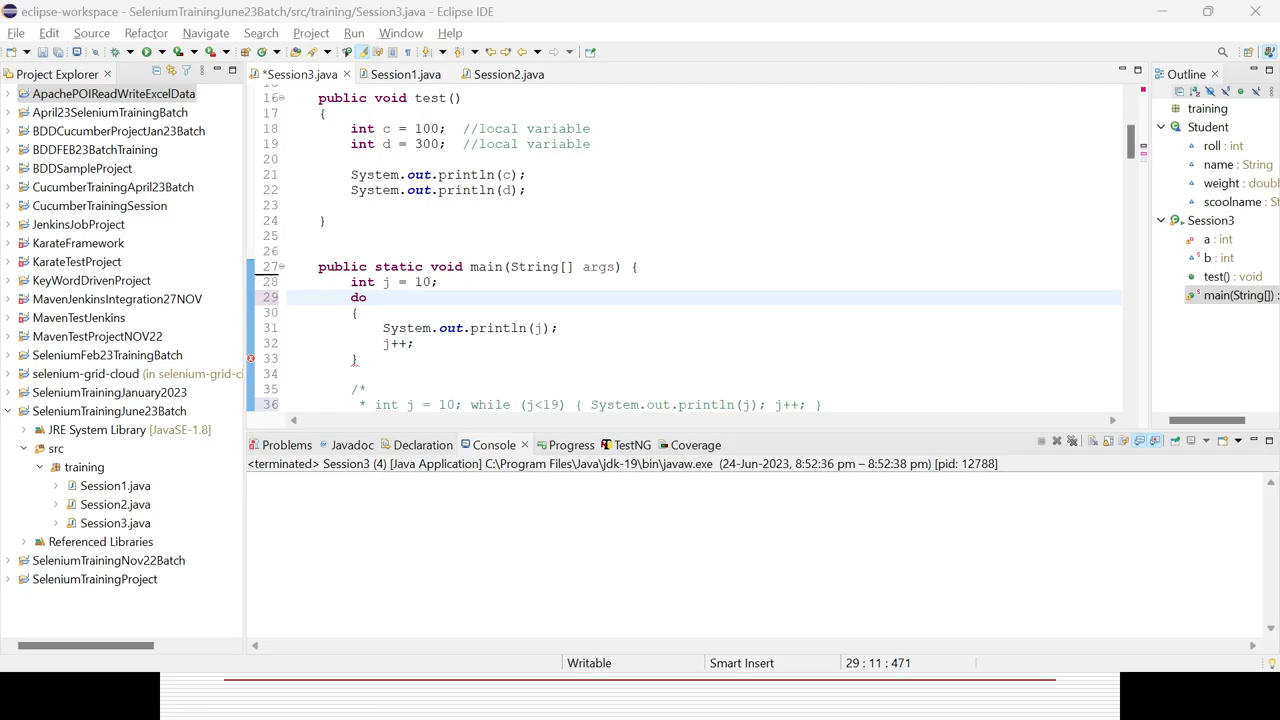 eclipse-workspace - SeleniumTrainingJune23Batch/src/training/Session3.java - Eclipse IDE
File Edit Source Refactor Navigate Search Project Run Window Help
Project Explorer
ApachePOIReadWriteExcelData
April23SeleniumTrainingBatch
BDDCucumberProjectJan23Batch
BDDFEB23BatchTraining
BDDSampleProject
CucumberTrainingApril23Batch
CucumberTrainingSession
JenkinsJobProject
KarateFramework
KarateTestProject
KeyWordDrivenProject
MavenJenkinsIntegration27NOV
MavenTestJenkins
MavenTestProjectNOV22
SeleniumFeb23TrainingBatch
selenium-grid-cloud (in selenium-grid-cl
SeleniumTrainingJanuary2023
SeleniumTrainingJune23Batch
JRE System Library [JavaSE-1.8]
src
training
Session1.java
Session2.java
Session3.java
Referenced Libraries
SeleniumTrainingNov22Batch
SeleniumTrainingProject
*Session3.java Session1.java Session2.java
16 public void test()
17 {
18 int c = 100; //local variable
19 int d = 300; //local variable
20
21 System.out.println(c);
22 System.out.println(d);
23
24 }
25
26
27 public static void main(String[] args) {
28 int j = 10;
29 do
30 {
31 System.out.println(j);
32 j++;
33 }
34
35 /*
36 * int j = 10; while (j<19) { System.out.println(j); j++; }
Outline
training
Student
roll : int
name : String
weight : doubl
scoolname : St
Session3
a : int
b : int
test() : void
main(String[]) :
Problems Javadoc Declaration Console Progress TestNG Coverage
<terminated> Session3 (4) [Java Application] C:\Program Files\Java\jdk-19\bin\javaw.exe (24-Jun-2023, 8:52:36 pm – 8:52:38 pm) [pid: 12788]
Writable Smart Insert 29 : 11 : 471